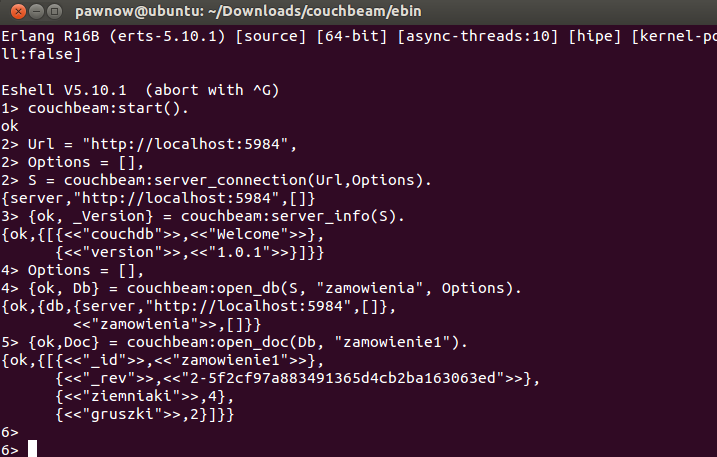 pawnow@ubuntu: ~/Downloads/couchbeam/ebin
Erlang R16B (erts-5.10.1) [source] [64-bit] [async-threads:10] [hipe] [kernel-po
ll:false]
Eshell V5.10.1  (abort with ^G)
1> couchbeam:start().
ok
2> Url = "http://localhost:5984",
2> Options = [],
2> S = couchbeam:server_connection(Url,Options).
{server,"http://localhost:5984",[]}
3> {ok, _Version} = couchbeam:server_info(S).
{ok,{[{<<"couchdb">>,<<"Welcome">>},
      {<<"version">>,<<"1.0.1">>}]}}
4> Options = [],
4> {ok, Db} = couchbeam:open_db(S, "zamowienia", Options).
{ok,{db,{server,"http://localhost:5984",[]},
        <<"zamowienia">>,[]}}
5> {ok,Doc} = couchbeam:open_doc(Db, "zamowienie1").
{ok,{[{<<"_id">>,<<"zamowienie1">>},
      {<<"_rev">>,<<"2-5f2cf97a883491365d4cb2ba163063ed">>},
      {<<"ziemniaki">>,4},
      {<<"gruszki">>,2}]}}
6>
6>